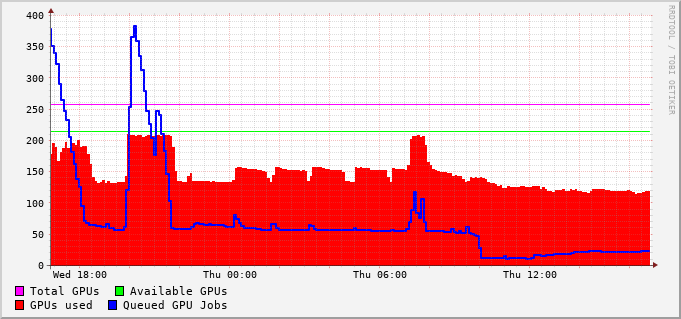 400
350
300
250
200
150
100
50
0
Wed 18:00 Thu 00:00 Thu 06:00 Thu 12:00
Total GPUs Available GPUs
GPUs used Queued GPU Jobs
RRDTOOL / TOBI OETIKER